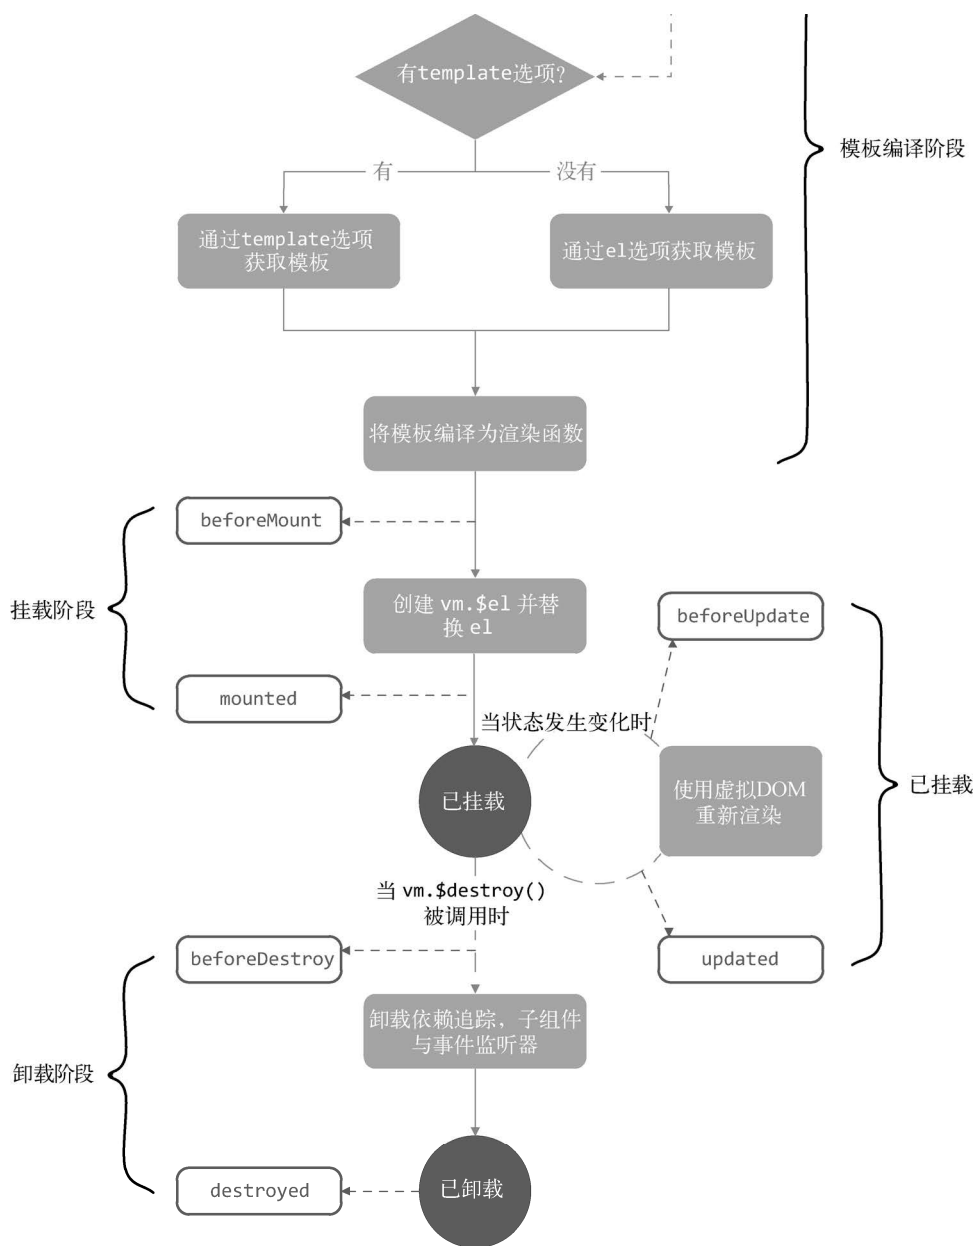 有template选项?
模板编译阶段
有
没有
通过template选项
获取模板
通过el选项获取模板
将模板编译为渲染函数
beforeMount
挂载阶段
创建 vm.$el 并替
换 el
beforeUpdate
mounted
当状态发生变化时
已挂载
使用虚拟DOM
重新渲染
已挂载
当 vm.$destroy()
被调用时
beforeDestroy
updated
卸载依赖追踪，子组件
与事件监听器
卸载阶段
destroyed
已卸载